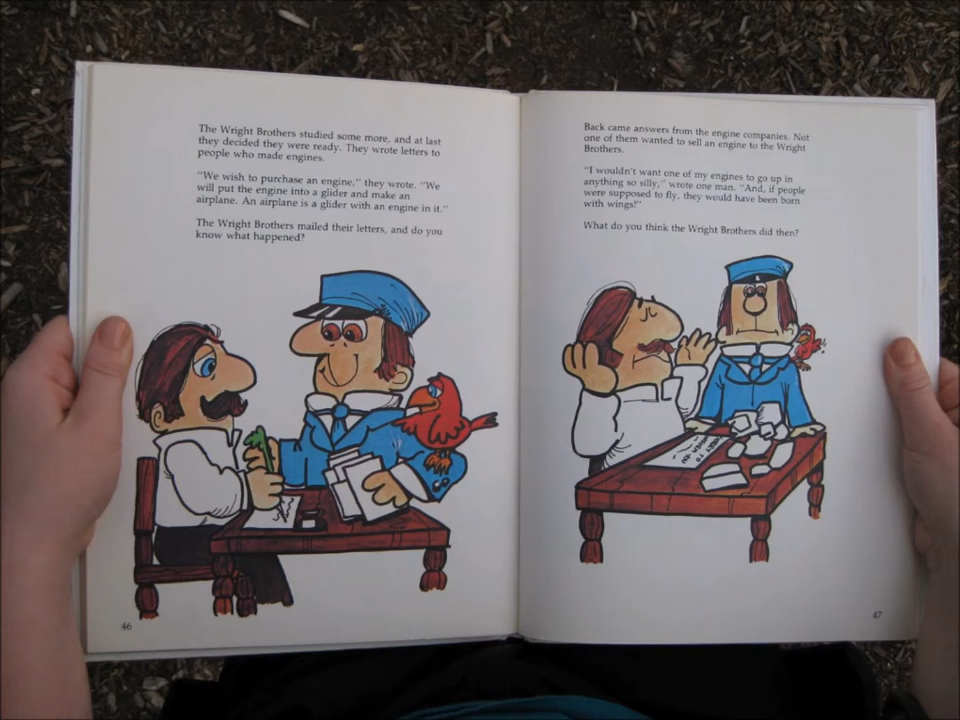 The Wright Brothers studied some more, and at last
they decided they were ready. They wrote letters to
people who made engines.
"We wish to purchase an engine," they wrote. "We
will put the engine into a glider and make an
airplane. An airplane is a glider with an engine in it."
The Wright Brothers mailed their letters, and do you
know what happened?
46
Back came answers from the engine companies. Not
one of them wanted to sell an engine to the Wright
Brothers.
"I wouldn't want one of my engines to go up in
anything so silly," wrote one man. "And, if people
were supposed to fly, they would have been born
with wings!"
What do you think the Wright Brothers did then?
47